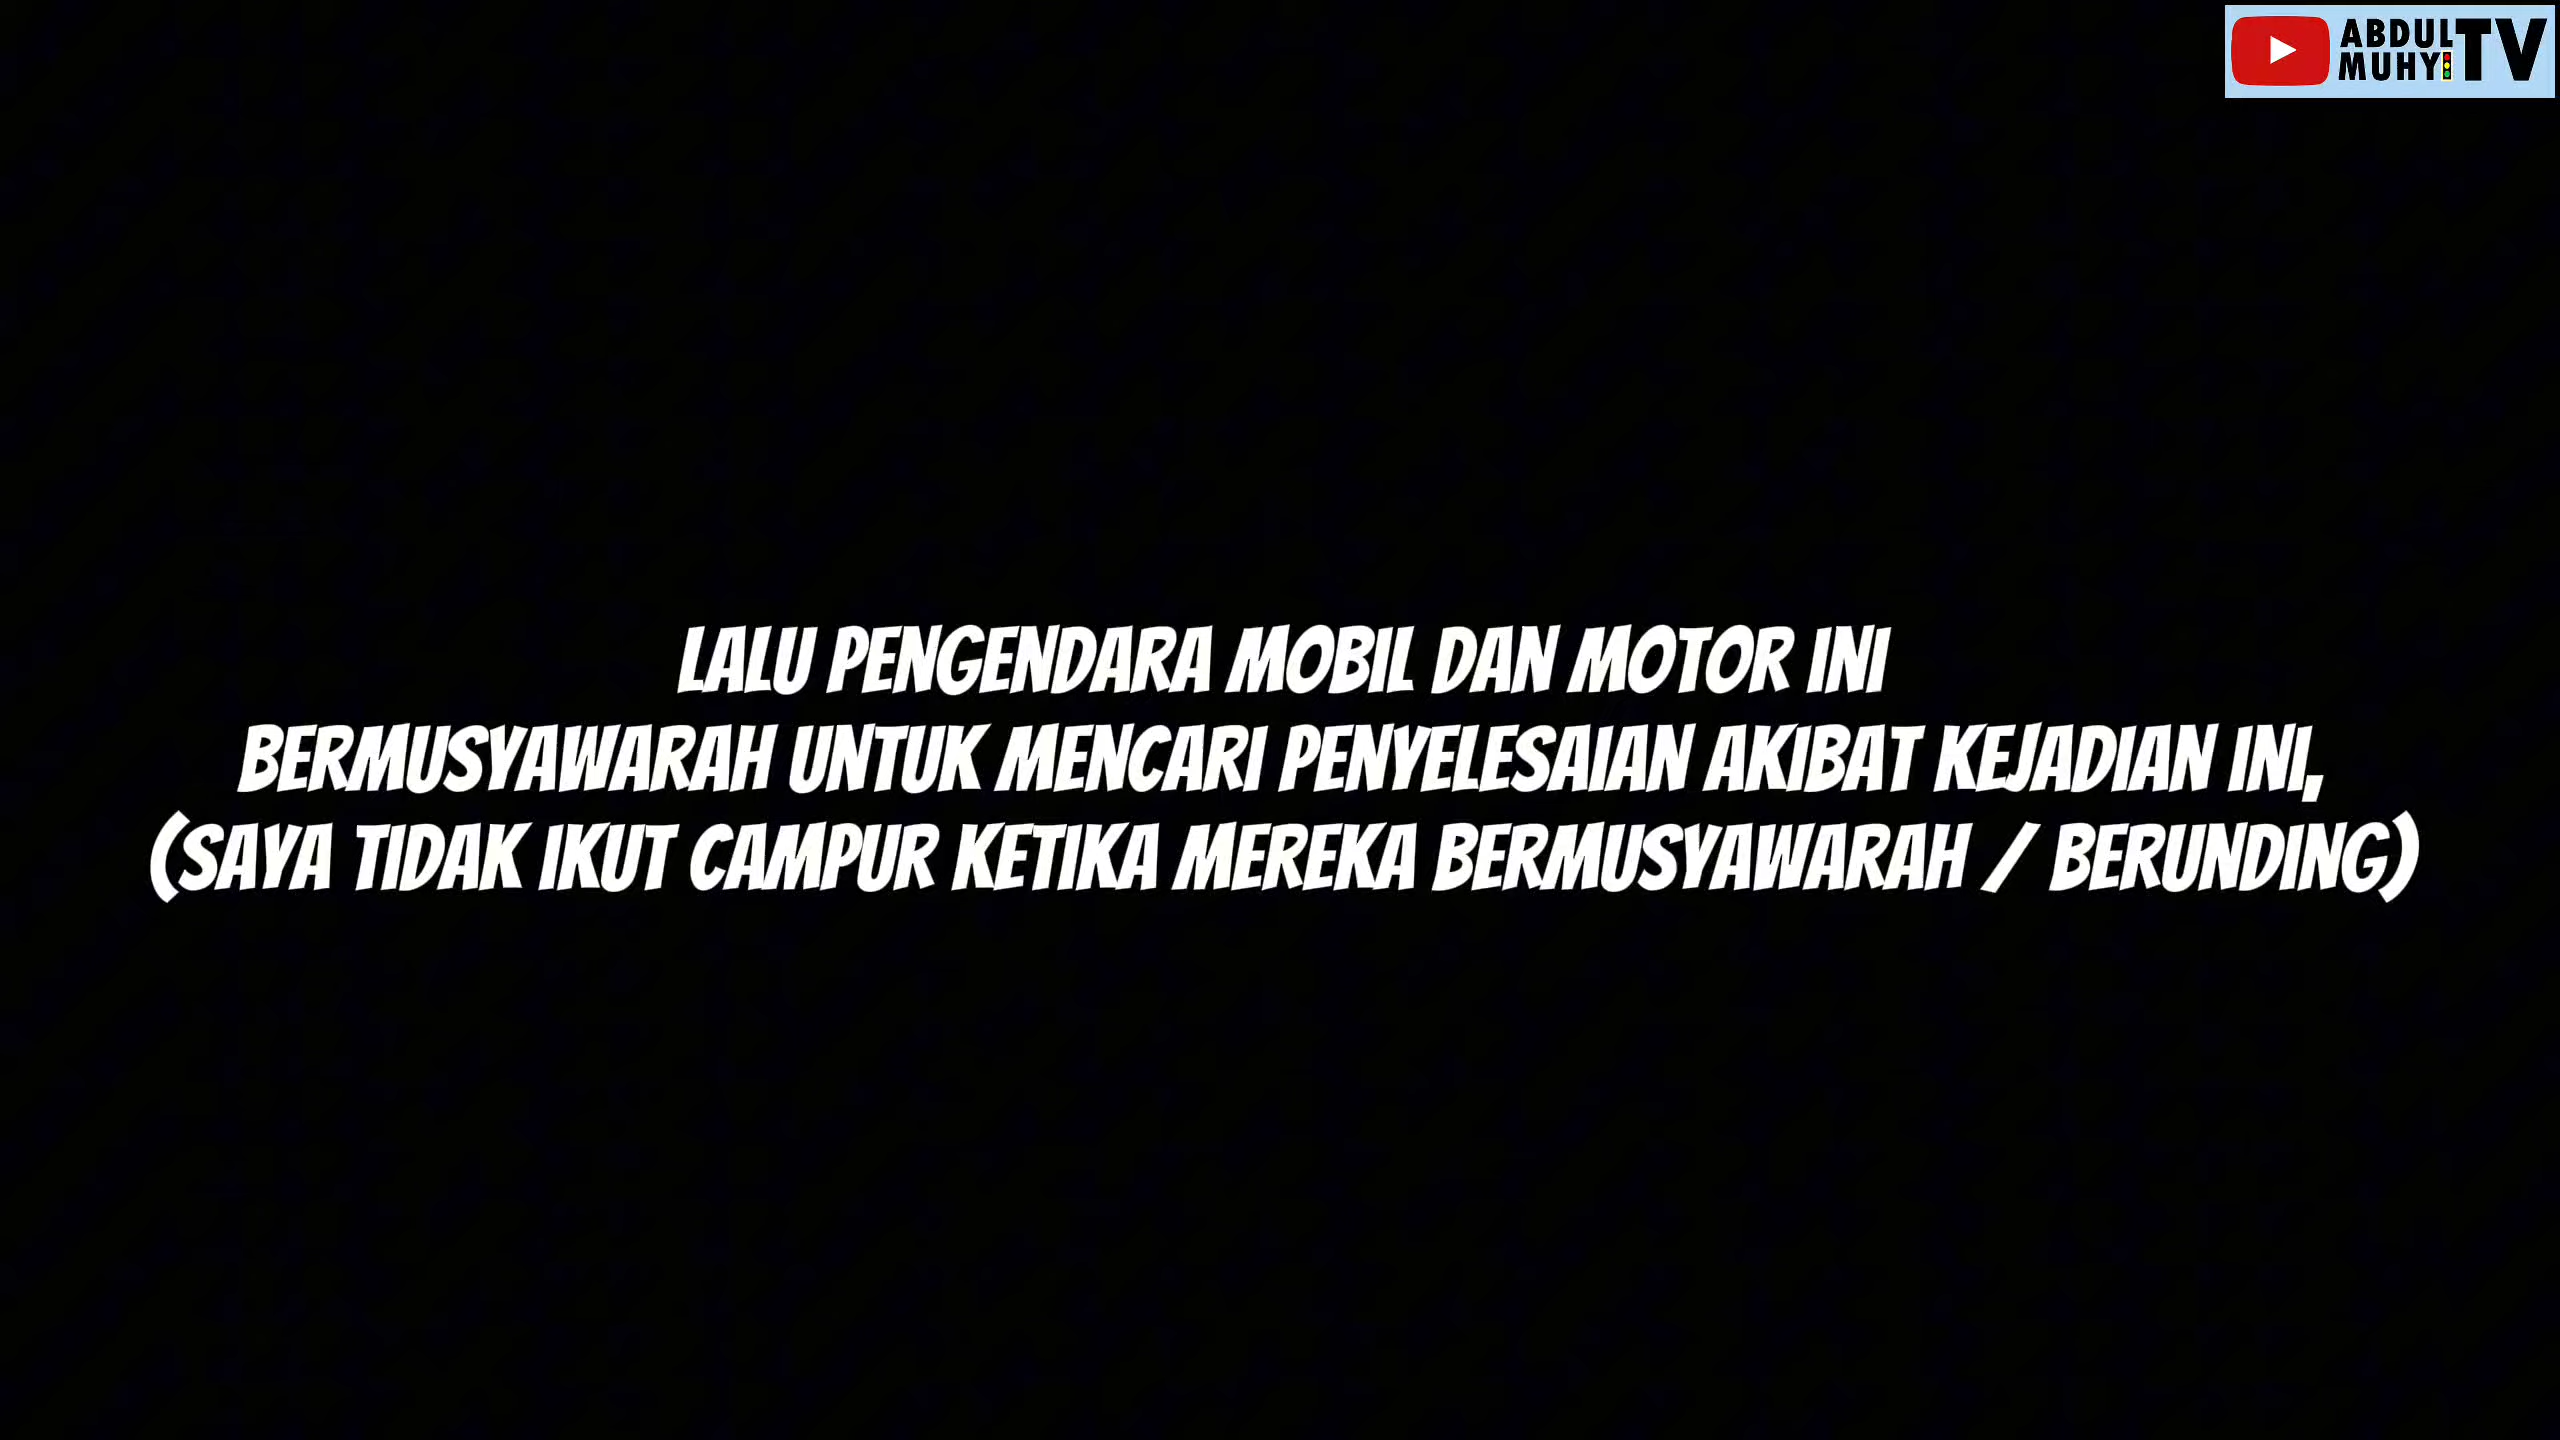 ABDUL
MUHYI TV
LALU PENGENDARA MOBIL DAN MOTOR INI
BERMUSYAWARAH UNTUK MENCARI PENYELESAIAN AKIBAT KEJADIAN INI,
(SAYA TIDAK IKUT CAMPUR KETIKA MEREKA BERMUSYAWARAH / BERUNDING)